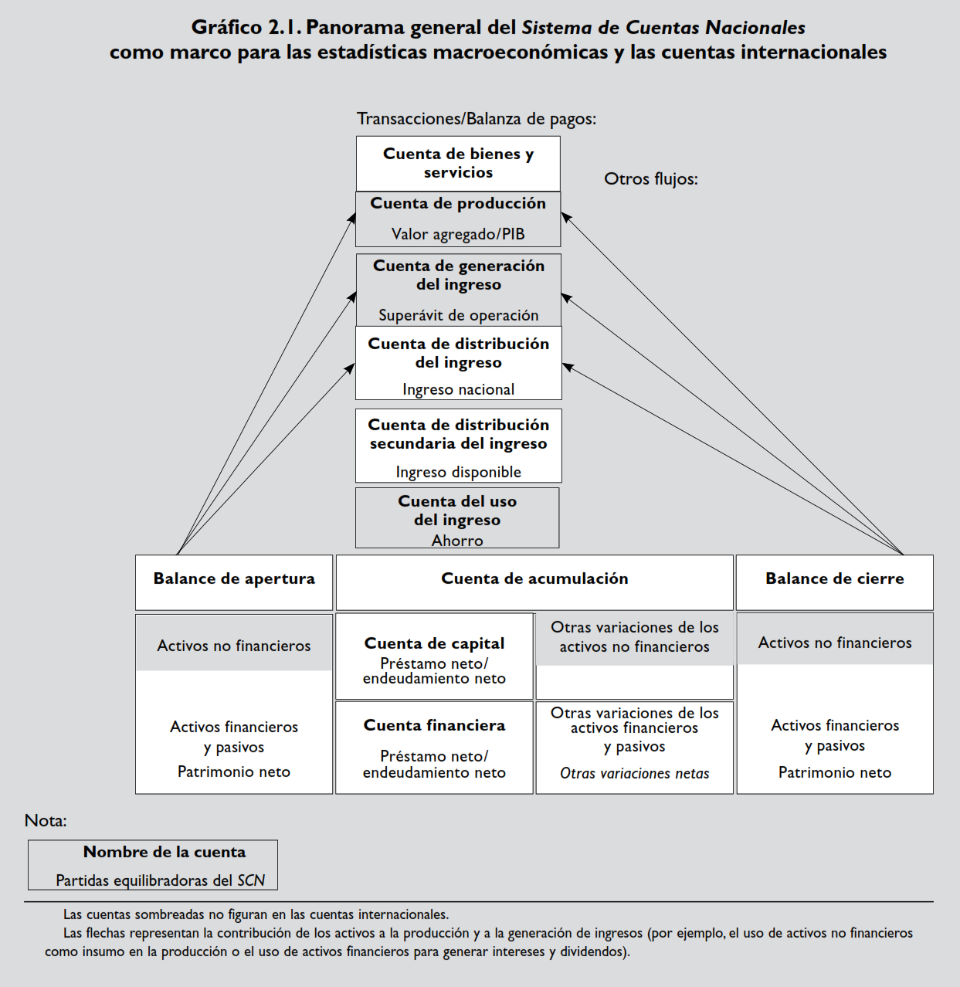 Gráfico 2.1. Panorama general del Sistema de Cuentas Nacionales
como marco para las estadísticas macroeconómicas y las cuentas internacionales
Transacciones/Balanza de pagos:
Cuenta de bienes y
servicios
Otros flujos:
Cuenta de producción
Valor agregado/PIB
Cuenta de generación
del ingreso
Superávit de operación
Cuenta de distribución
del ingreso
Ingreso nacional
Cuenta de distribución
secundaria del ingreso
Ingreso disponible
Cuenta del uso
del ingreso
Ahorro
Balance de apertura
Cuenta de acumulación
Balance de cierre
Activos no financieros
Cuenta de capital
Préstamo neto/
endeudamiento neto
Otras variaciones de los
activos no financieros
Activos no financieros
Activos financieros
y pasivos
Patrimonio neto
Cuenta financiera
Préstamo neto/
endeudamiento neto
Otras variaciones de los
activos financieros
y pasivos
Otras variaciones netas
Activos financieros
y pasivos
Patrimonio neto
Nota:
Nombre de la cuenta
Partidas equilibradoras del SCN
Las cuentas sombreadas no figuran en las cuentas internacionales.
Las flechas representan la contribución de los activos a la producción y a la generación de ingresos (por ejemplo, el uso de activos no financieros
como insumo en la producción o el uso de activos financieros para generar intereses y dividendos).